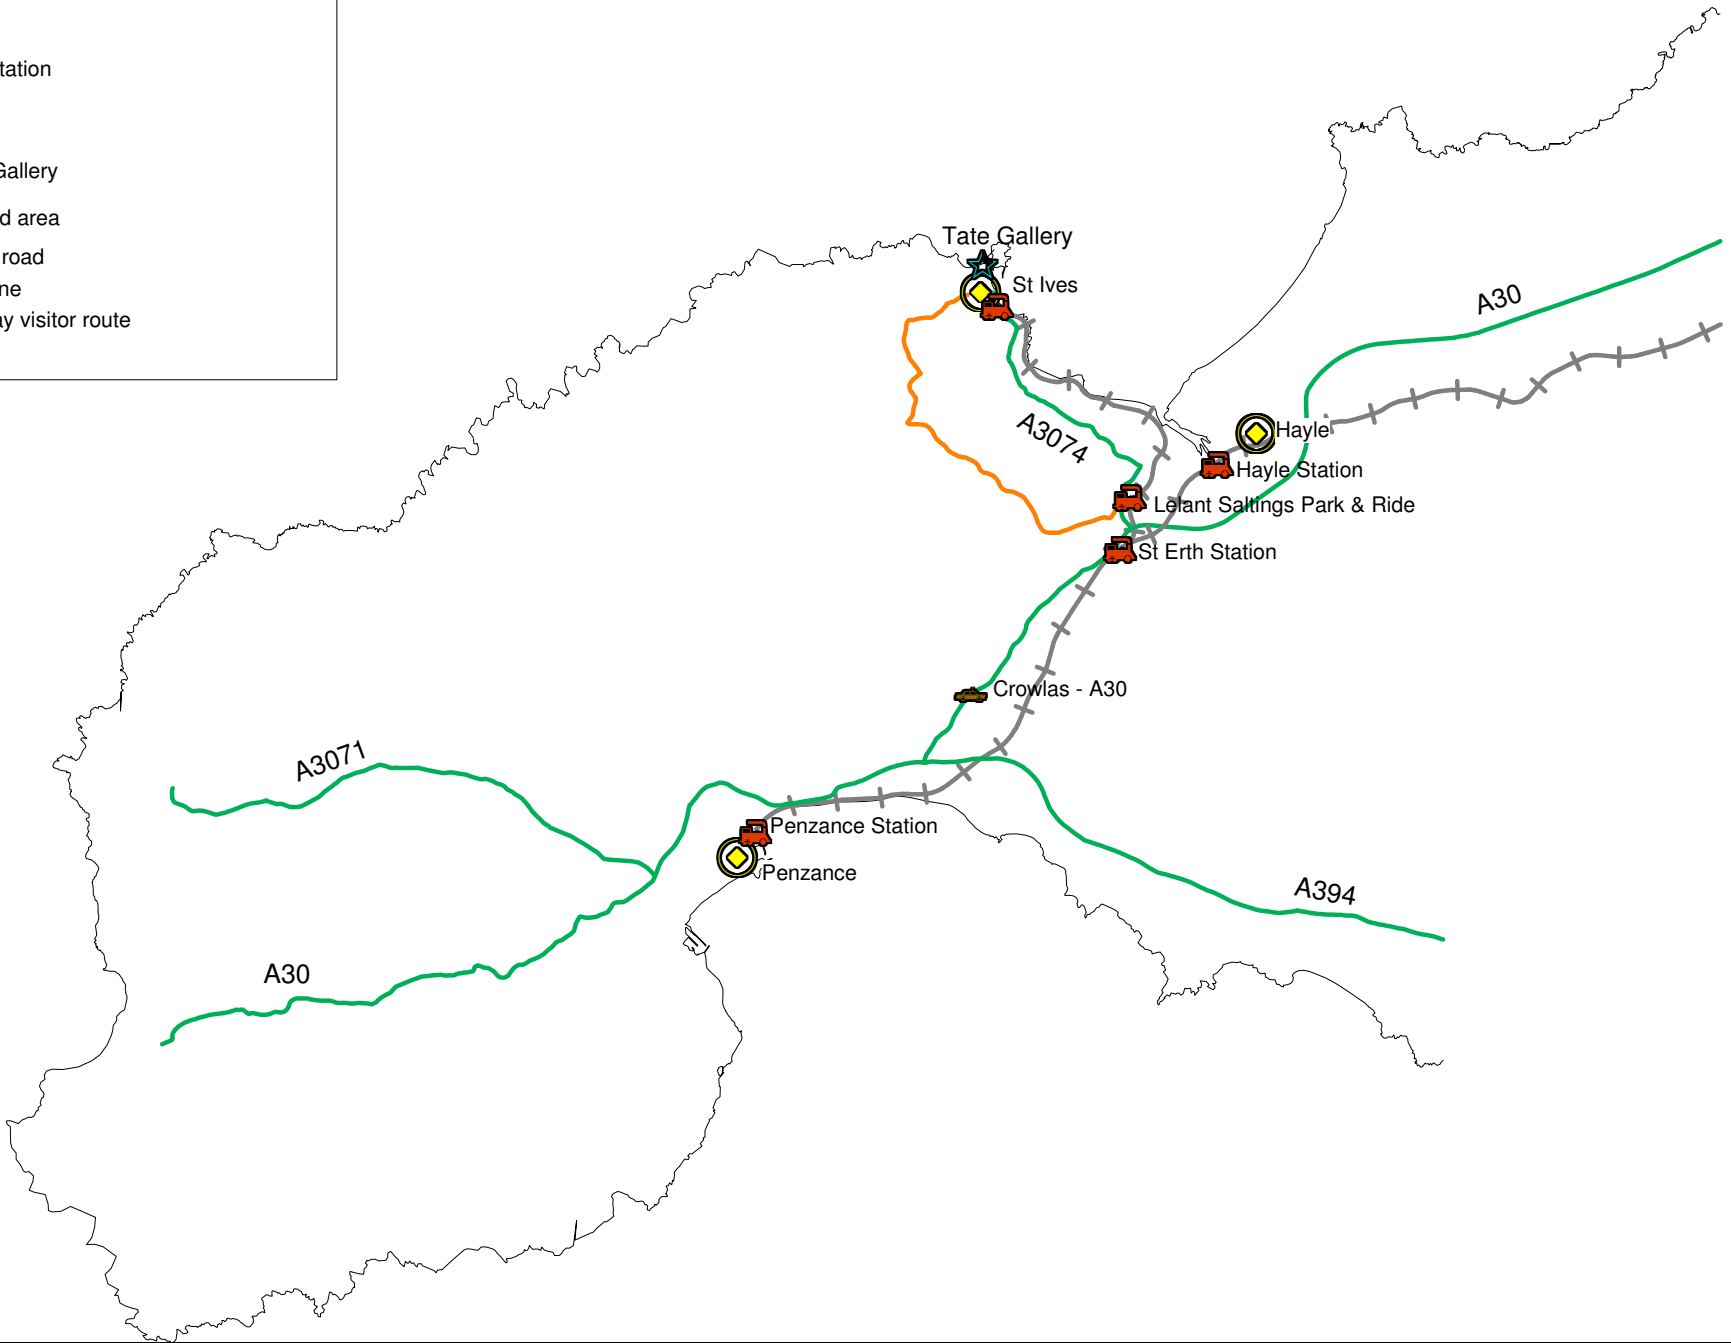 tation
Gallery
d area
road
ne
ay visitor route
Tate Gallery
St Ives
A30
A3074
Hayle
Hayle Station
Lelant Saltings Park & Ride
St Erth Station
Crowlas - A30
A3071
Penzance Station
Penzance
A394
A30